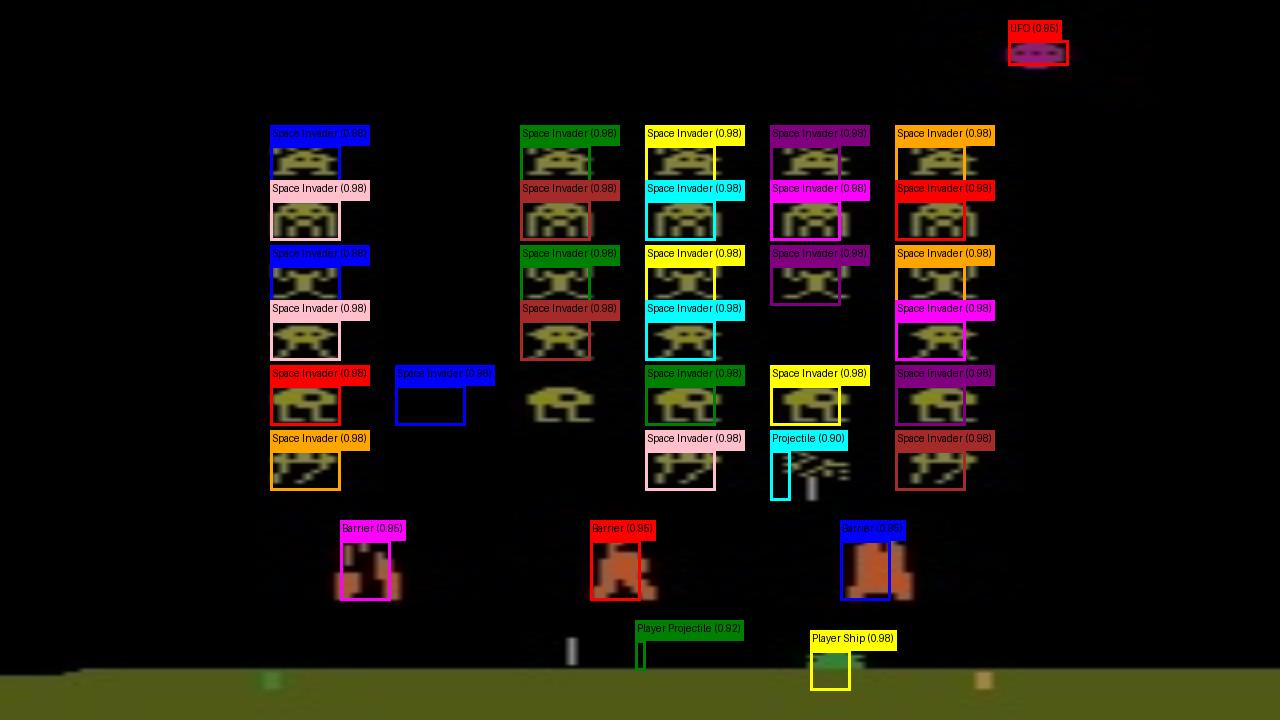 UFO (0.95)
Space Invader (0.98) Space Invader (0.98) Space Invader (0.98) Space Invader (0.98) Space Invader (0.98)
Space Invader (0.98) Space Invader (0.98) Space Invader (0.98) Space Invader (0.98) Space Invader (0.98)
Space Invader (0.98) Space Invader (0.98) Space Invader (0.98) Space Invader (0.98) Space Invader (0.98)
Space Invader (0.98) Space Invader (0.98) Space Invader (0.98) Space Invader (0.98)
Space Invader (0.98) Space Invader (0.98) Space Invader (0.98) Space Invader (0.98) Space Invader (0.98)
Space Invader (0.98) Space Invader (0.98) Projectile (0.90) Space Invader (0.98)
Barrier (0.95) Barrier (0.95) Barrier (0.95)
Player Projectile (0.92)
Player Ship (0.98)